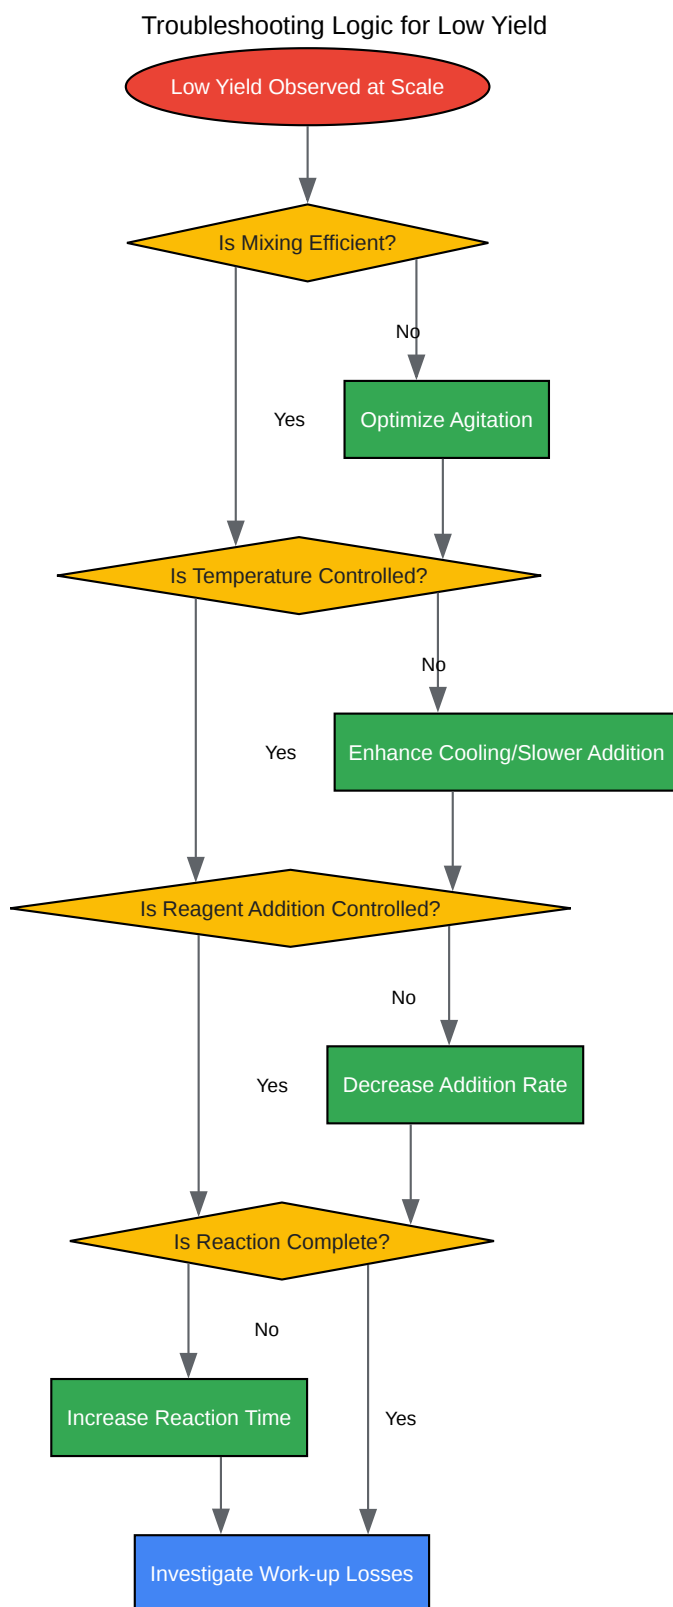 Troubleshooting Logic for Low Yield
Low Yield Observed at Scale
Is Mixing Efficient?
No
Yes
Optimize Agitation
Is Temperature Controlled?
No
Yes
Enhance Cooling/Slower Addition
Is Reagent Addition Controlled?
No
Yes
Decrease Addition Rate
Is Reaction Complete?
No
Increase Reaction Time
Yes
Investigate Work-up Losses